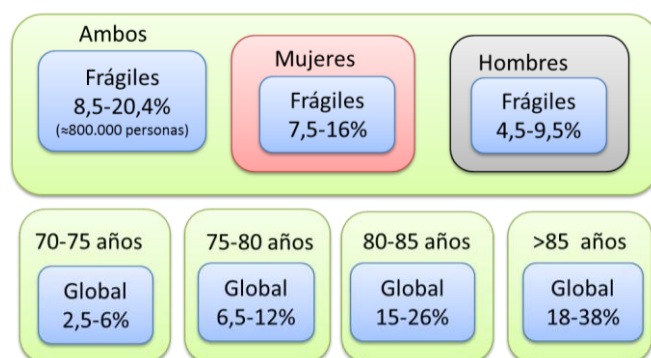 Ambos
Frágiles
8,5-20,4%
(≈800.000 personas)
Mujeres
Frágiles
7,5-16%
Hombres
Frágiles
4,5-9,5%
70-75 años
Global
2,5-6%
75-80 años
Global
6,5-12%
80-85 años
Global
15-26%
>85 años
Global
18-38%